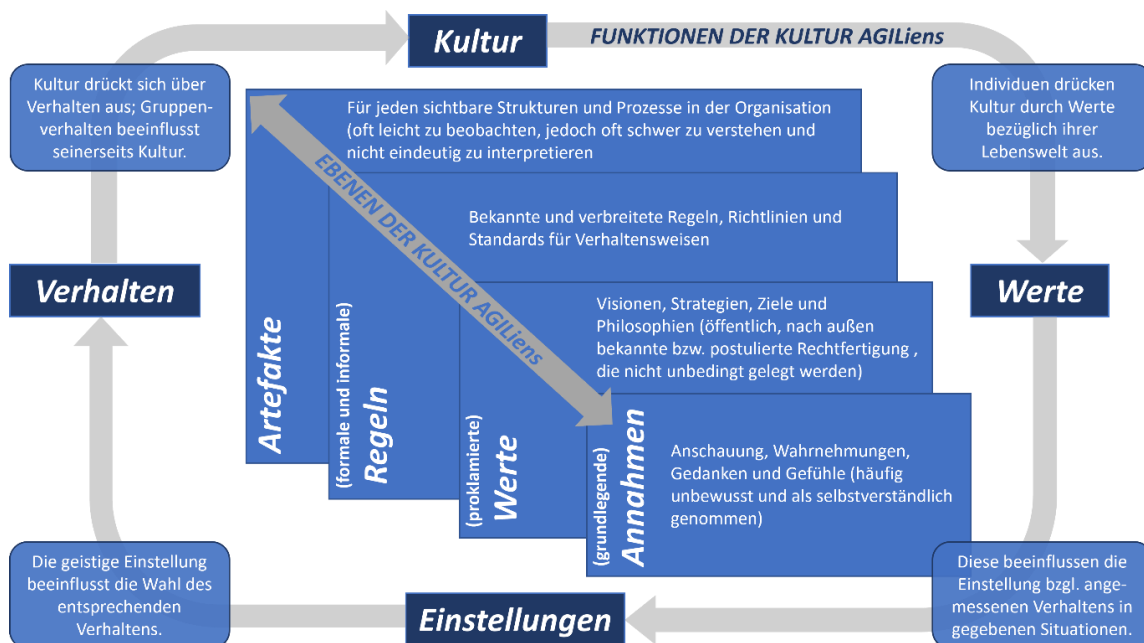 Kultur
FUNKTIONEN DER KULTUR AGILiens
Kultur drückt sich über
Verhalten aus; Gruppen-
verhalten beeinflusst
seinerseits Kultur.
Individuen drücken
Kultur durch Werte
bezüglich ihrer
Lebenswelt aus.
Für jeden sichtbare Strukturen und Prozesse in der Organisation
(oft leicht zu beobachten, jedoch oft schwer zu verstehen und
nicht eindeutig zu interpretieren
EBENEN DER KULTUR AGILiens
Artefakte
Bekannte und verbreitete Regeln, Richtlinien und
Standards für Verhaltensweisen
(formale und informale)
Regeln
Visionen, Strategien, Ziele und
Philosophien (öffentlich, nach außen
bekannte bzw. postulierte Rechtfertigung ,
die nicht unbedingt gelegt werden)
(proklamierte)
Werte
Anschauung, Wahrnehmungen,
Gedanken und Gefühle (häufig
unbewusst und als selbstverständlich
genommen)
(grundlegende)
Annahmen
Verhalten
Werte
Die geistige Einstellung
beeinflusst die Wahl des
entsprechenden
Verhaltens.
Einstellungen
Diese beeinflussen die
Einstellung bzgl. ange-
messenen Verhaltens in
gegebenen Situationen.